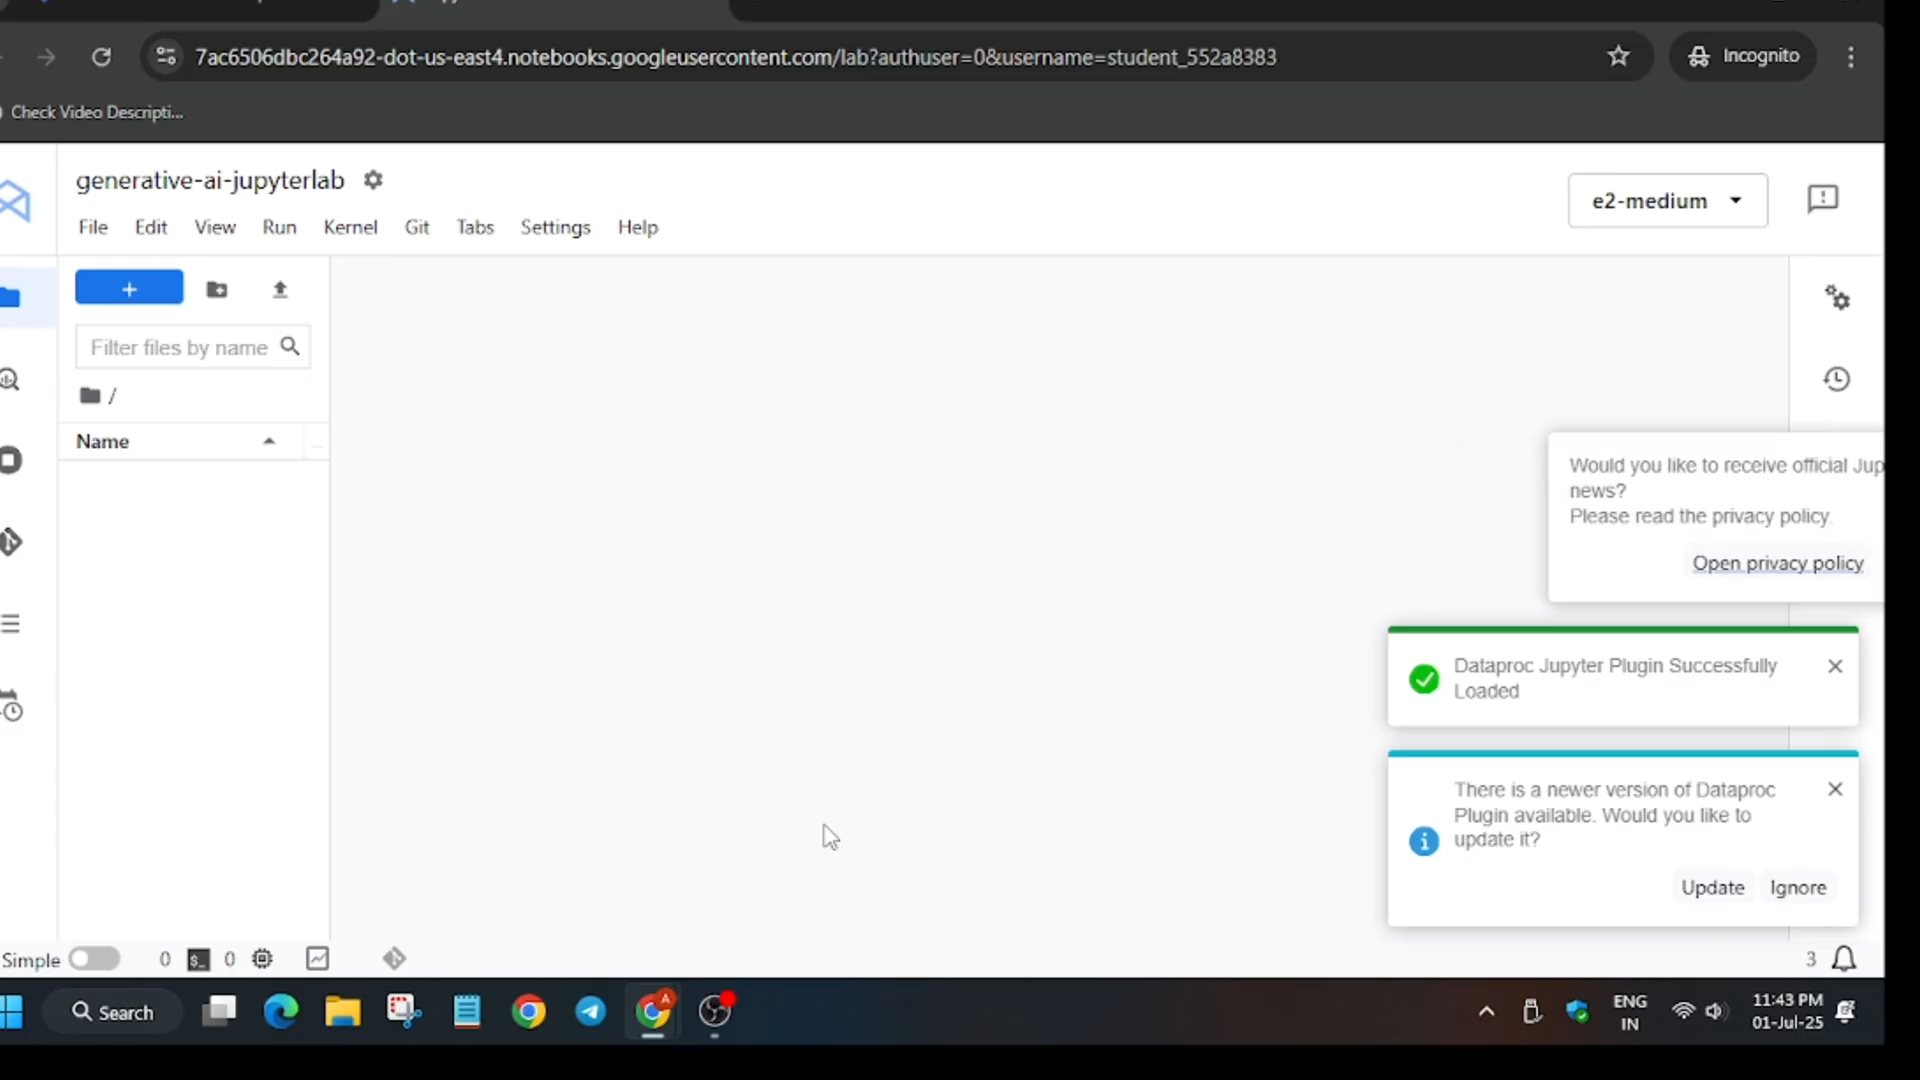 7ac6506dbc264a92-dot-us-east4.notebooks.googleusercontent.com/lab?authuser=0&username=student_552a8383
Incognito
Check Video Descripti...
generative-ai-jupyterlab
e2-medium
File Edit View Run Kernel Git Tabs Settings Help
+
Filter files by name
/
Name
...
Would you like to receive official Jup
news?
Please read the privacy policy.
Open privacy policy
Dataproc Jupyter Plugin Successfully
Loaded
There is a newer version of Dataproc
Plugin available. Would you like to
update it?
Update Ignore
Simple 0 $_ 0 3
Search
A
ENG
IN
11:43 PM
01-Jul-25